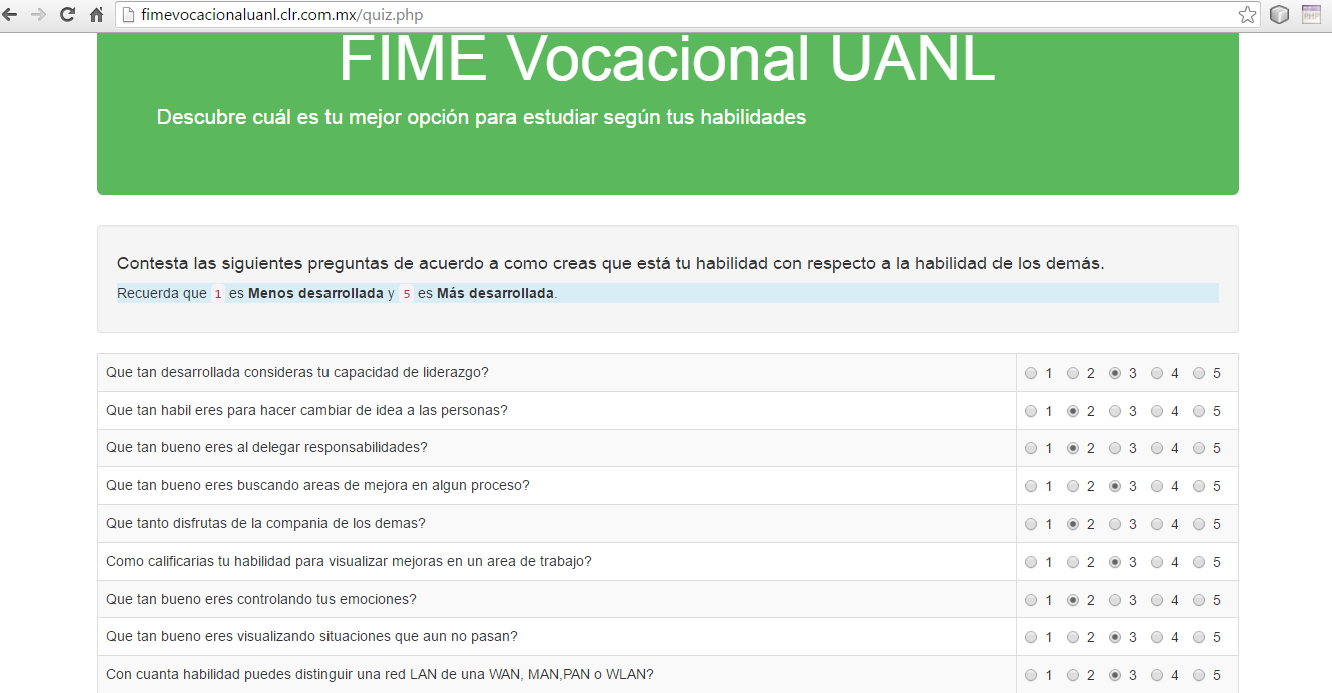 fimevocacionaluanl.clr.com.mx/quiz.php
FIME Vocacional UANL
Descubre cuál es tu mejor opción para estudiar según tus habilidades
Contesta las siguientes preguntas de acuerdo a como creas que está tu habilidad con respecto a la habilidad de los demás.
Recuerda que 1 es Menos desarrollada y 5 es Más desarrollada.
Que tan desarrollada consideras tu capacidad de liderazgo? 1 2 3 4 5
Que tan habil eres para hacer cambiar de idea a las personas? 1 2 3 4 5
Que tan bueno eres al delegar responsabilidades? 1 2 3 4 5
Que tan bueno eres buscando areas de mejora en algun proceso? 1 2 3 4 5
Que tanto disfrutas de la compania de los demas? 1 2 3 4 5
Como calificarias tu habilidad para visualizar mejoras en un area de trabajo? 1 2 3 4 5
Que tan bueno eres controlando tus emociones? 1 2 3 4 5
Que tan bueno eres visualizando situaciones que aun no pasan? 1 2 3 4 5
Con cuanta habilidad puedes distinguir una red LAN de una WAN, MAN,PAN o WLAN? 1 2 3 4 5